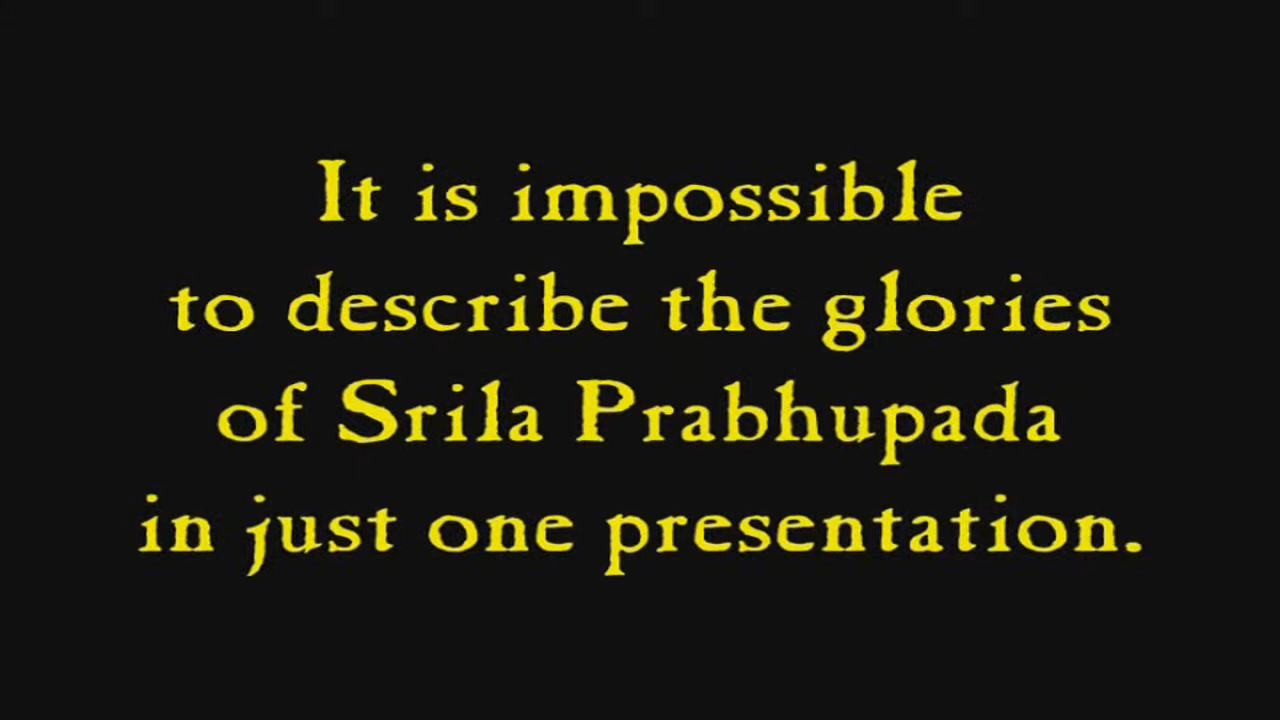 It is impossible
to describe the glories
of Srila Prabhupada
in just one presentation.